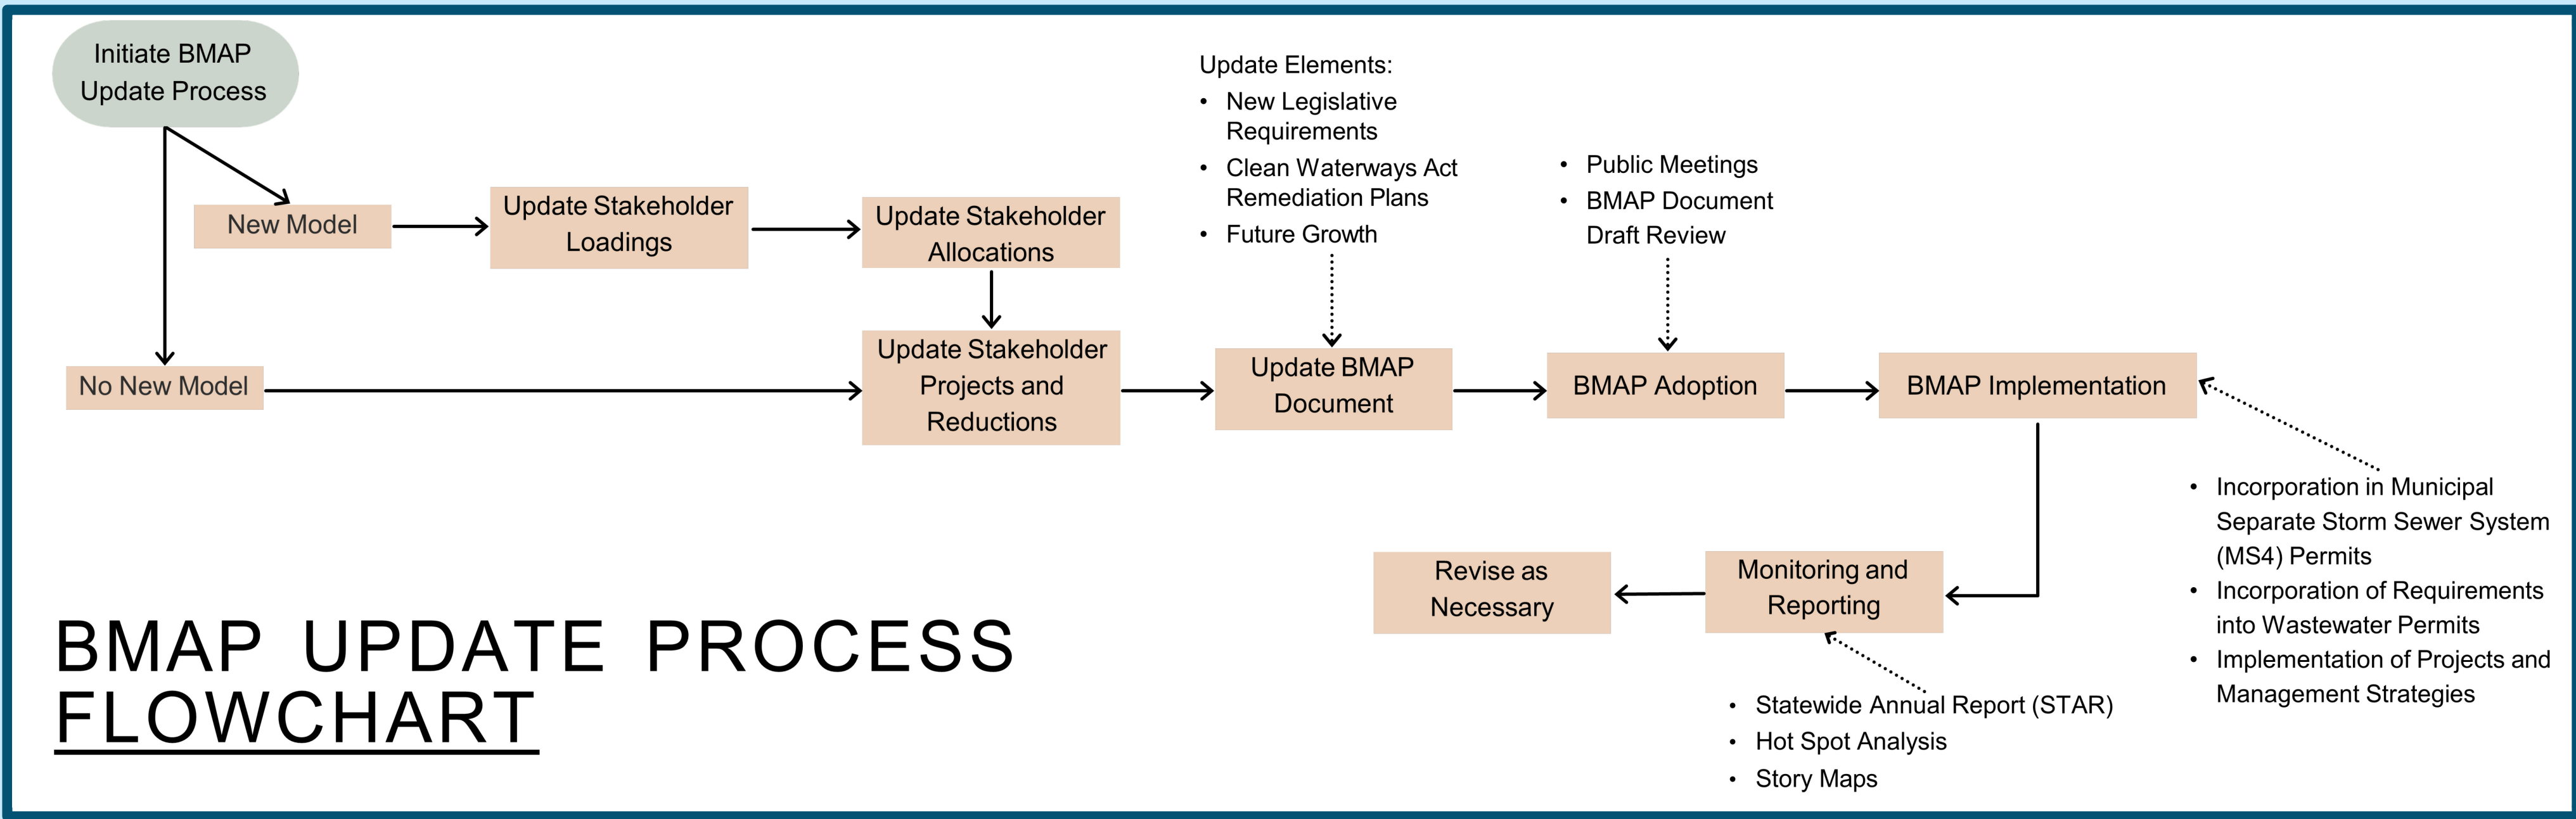 Initiate BMAP
Update Process
New Model
Update Stakeholder
Loadings
Update Stakeholder
Allocations
Update Elements:
• New Legislative
Requirements
• Clean Waterways Act
Remediation Plans
• Future Growth
• Public Meetings
• BMAP Document
Draft Review
No New Model
Update Stakeholder
Projects and
Reductions
Update BMAP
Document
BMAP Adoption
BMAP Implementation
• Incorporation in Municipal
Separate Storm Sewer System
(MS4) Permits
• Incorporation of Requirements
into Wastewater Permits
• Implementation of Projects and
Management Strategies
Monitoring and
Reporting
Revise as
Necessary
• Statewide Annual Report (STAR)
• Hot Spot Analysis
• Story Maps
BMAP UPDATE PROCESS
FLOWCHART